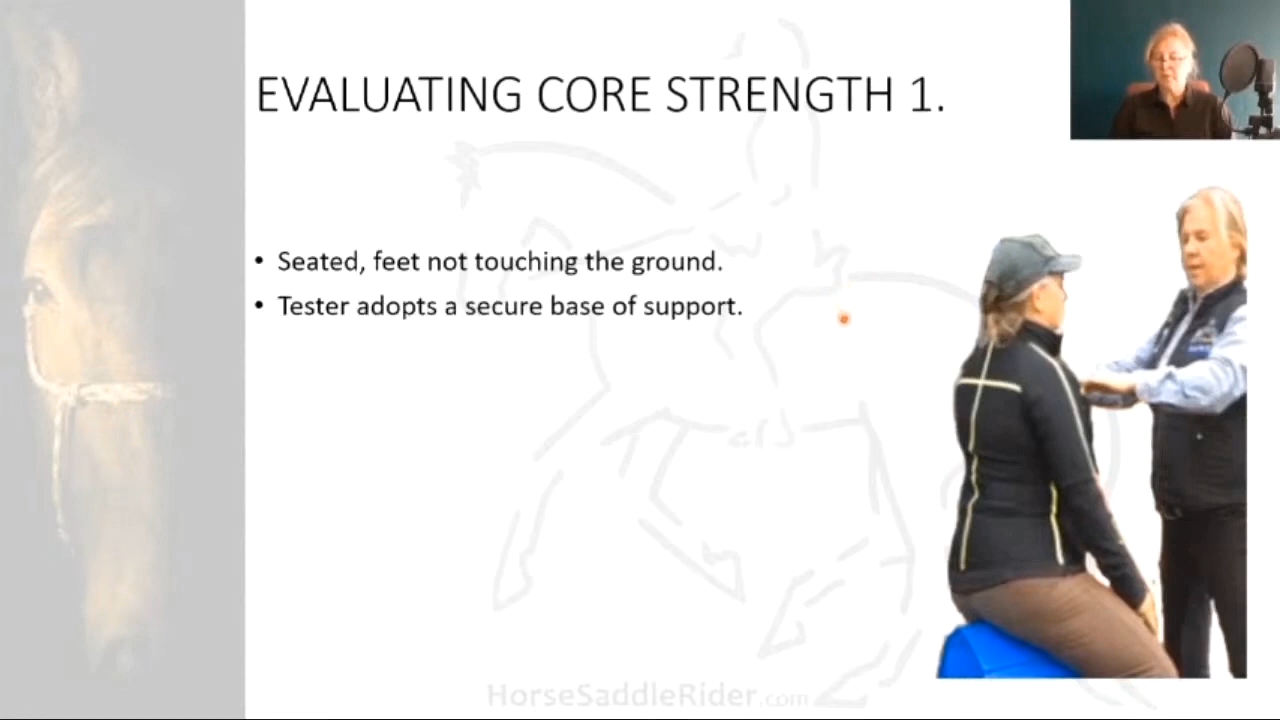 EVALUATING CORE STRENGTH 1.
• Seated, feet not touching the ground.
• Tester adopts a secure base of support.
HorseSaddleRider.com